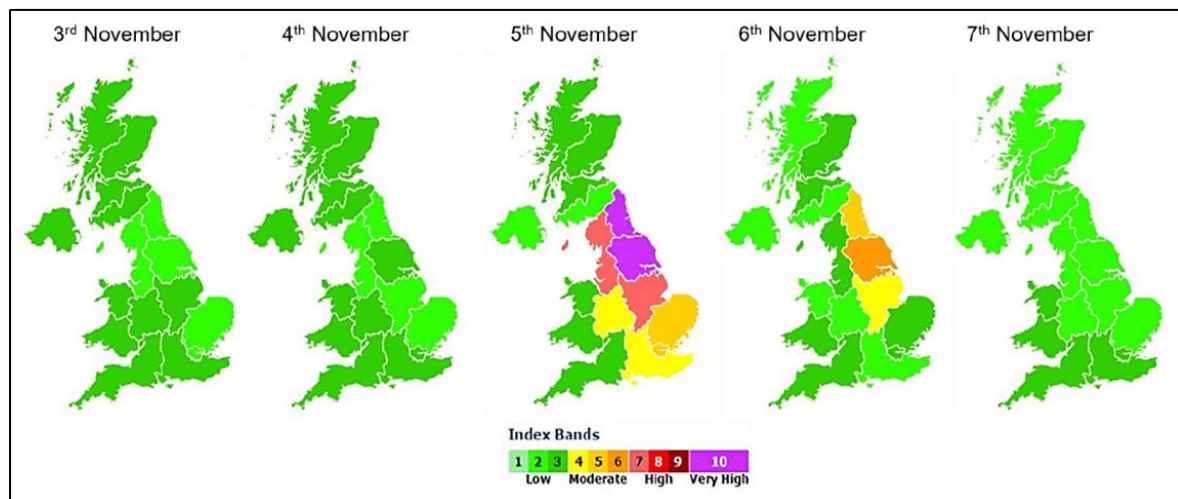 3rd November
4th November
5th November
6th November
7th November
Index Bands
1 2 3 4 5 6 7 8 9 10
Low Moderate High Very High